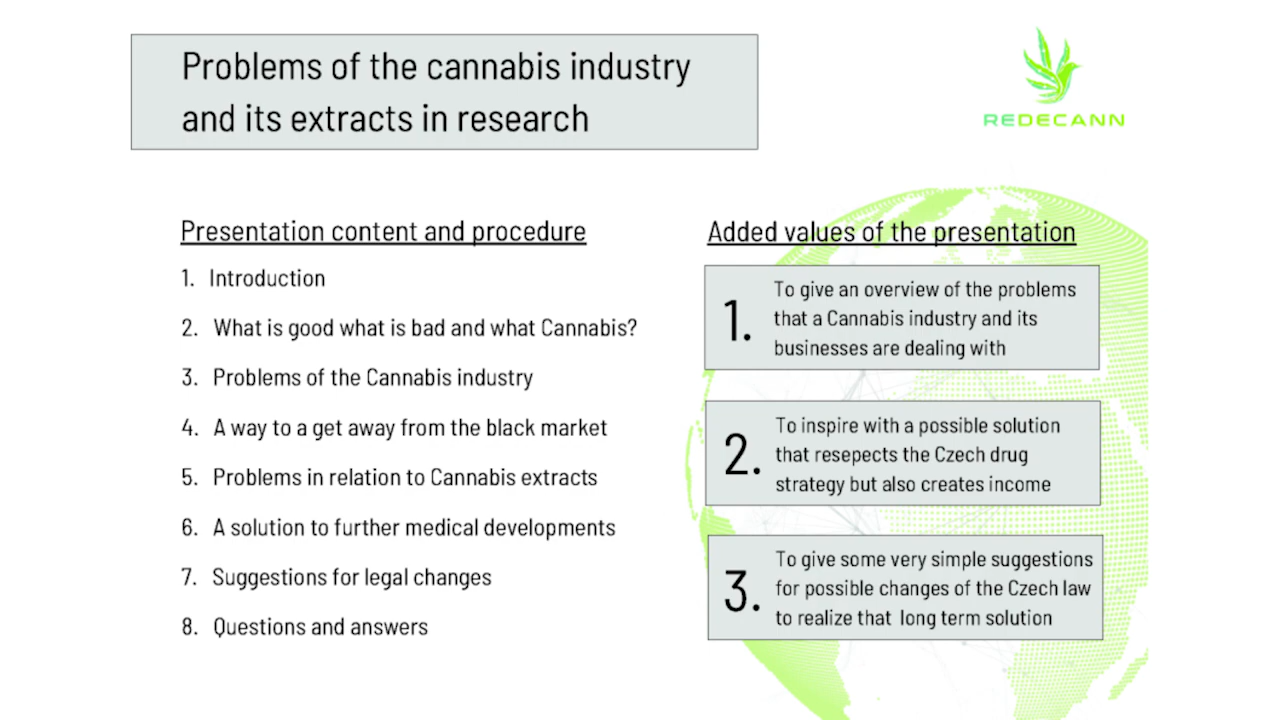 Problems of the cannabis industry
and its extracts in research
REDECANN
Presentation content and procedure
1. Introduction
2. What is good what is bad and what Cannabis?
3. Problems of the Cannabis industry
4. A way to a get away from the black market
5. Problems in relation to Cannabis extracts
6. A solution to further medical developments
7. Suggestions for legal changes
8. Questions and answers
Added values of the presentation
1.
To give an overview of the problems
that a Cannabis industry and its
businesses are dealing with
2.
To inspire with a possible solution
that resepects the Czech drug
strategy but also creates income
3.
To give some very simple suggestions
for possible changes of the Czech law
to realize that long term solution